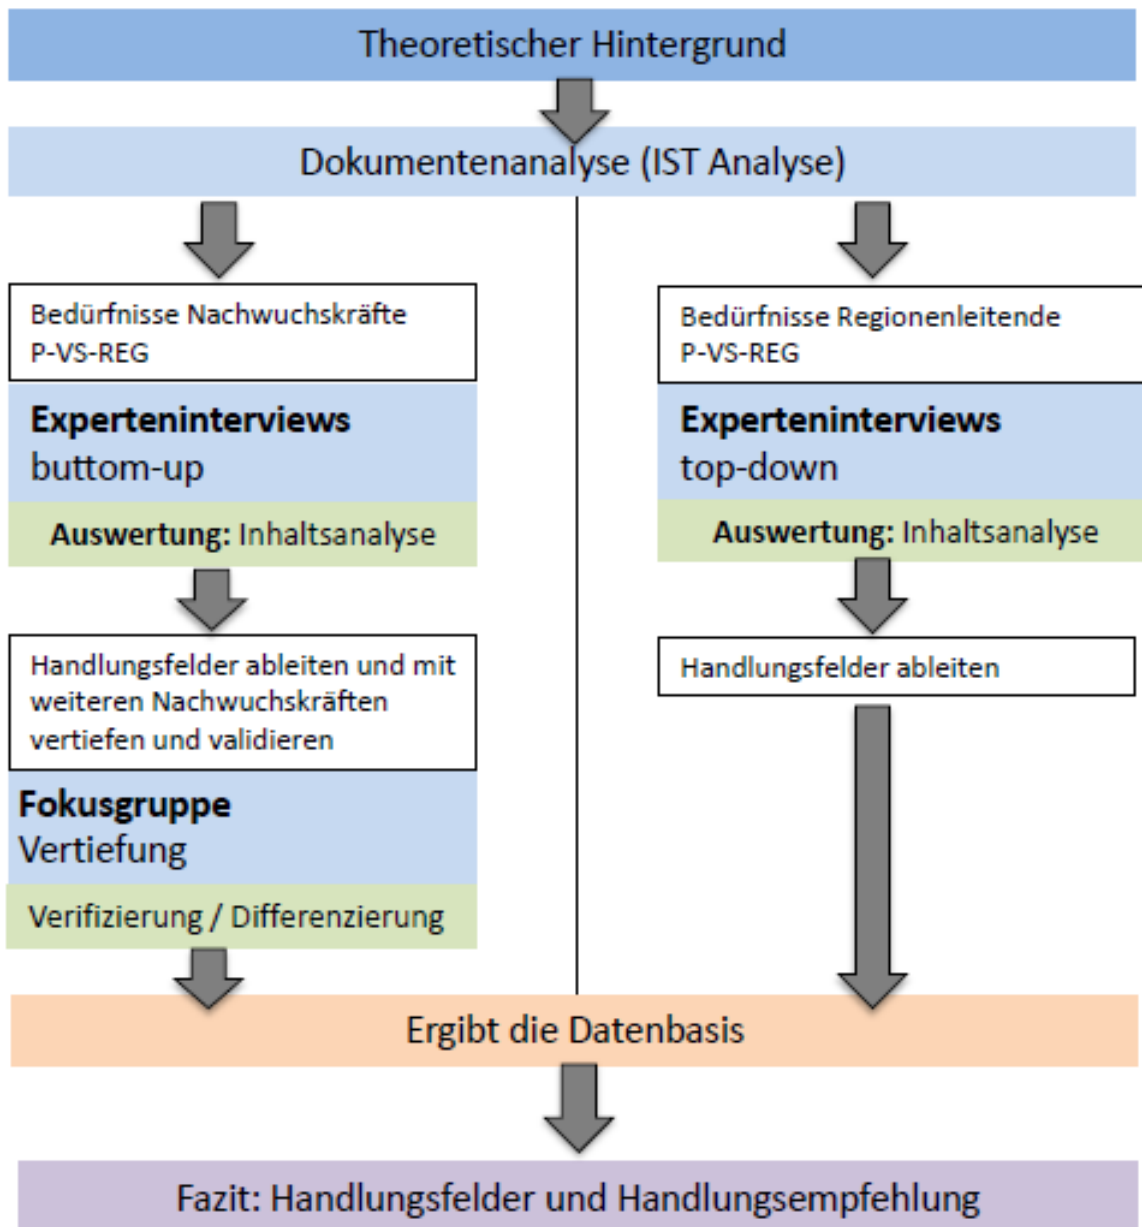 Theoretischer Hintergrund
Dokumentenanalyse (IST Analyse)
Bedürfnisse Nachwuchskräfte
P-VS-REG
Experteninterviews
buttom-up
Auswertung: Inhaltsanalyse
Handlungsfelder ableiten und mit
weiteren Nachwuchskräften
vertiefen und validieren
Fokusgruppe
Vertiefung
Verifizierung / Differenzierung
Bedürfnisse Regionenleitende
P-VS-REG
Experteninterviews
top-down
Auswertung: Inhaltsanalyse
Handlungsfelder ableiten
Ergibt die Datenbasis
Fazit: Handlungsfelder und Handlungsempfehlung